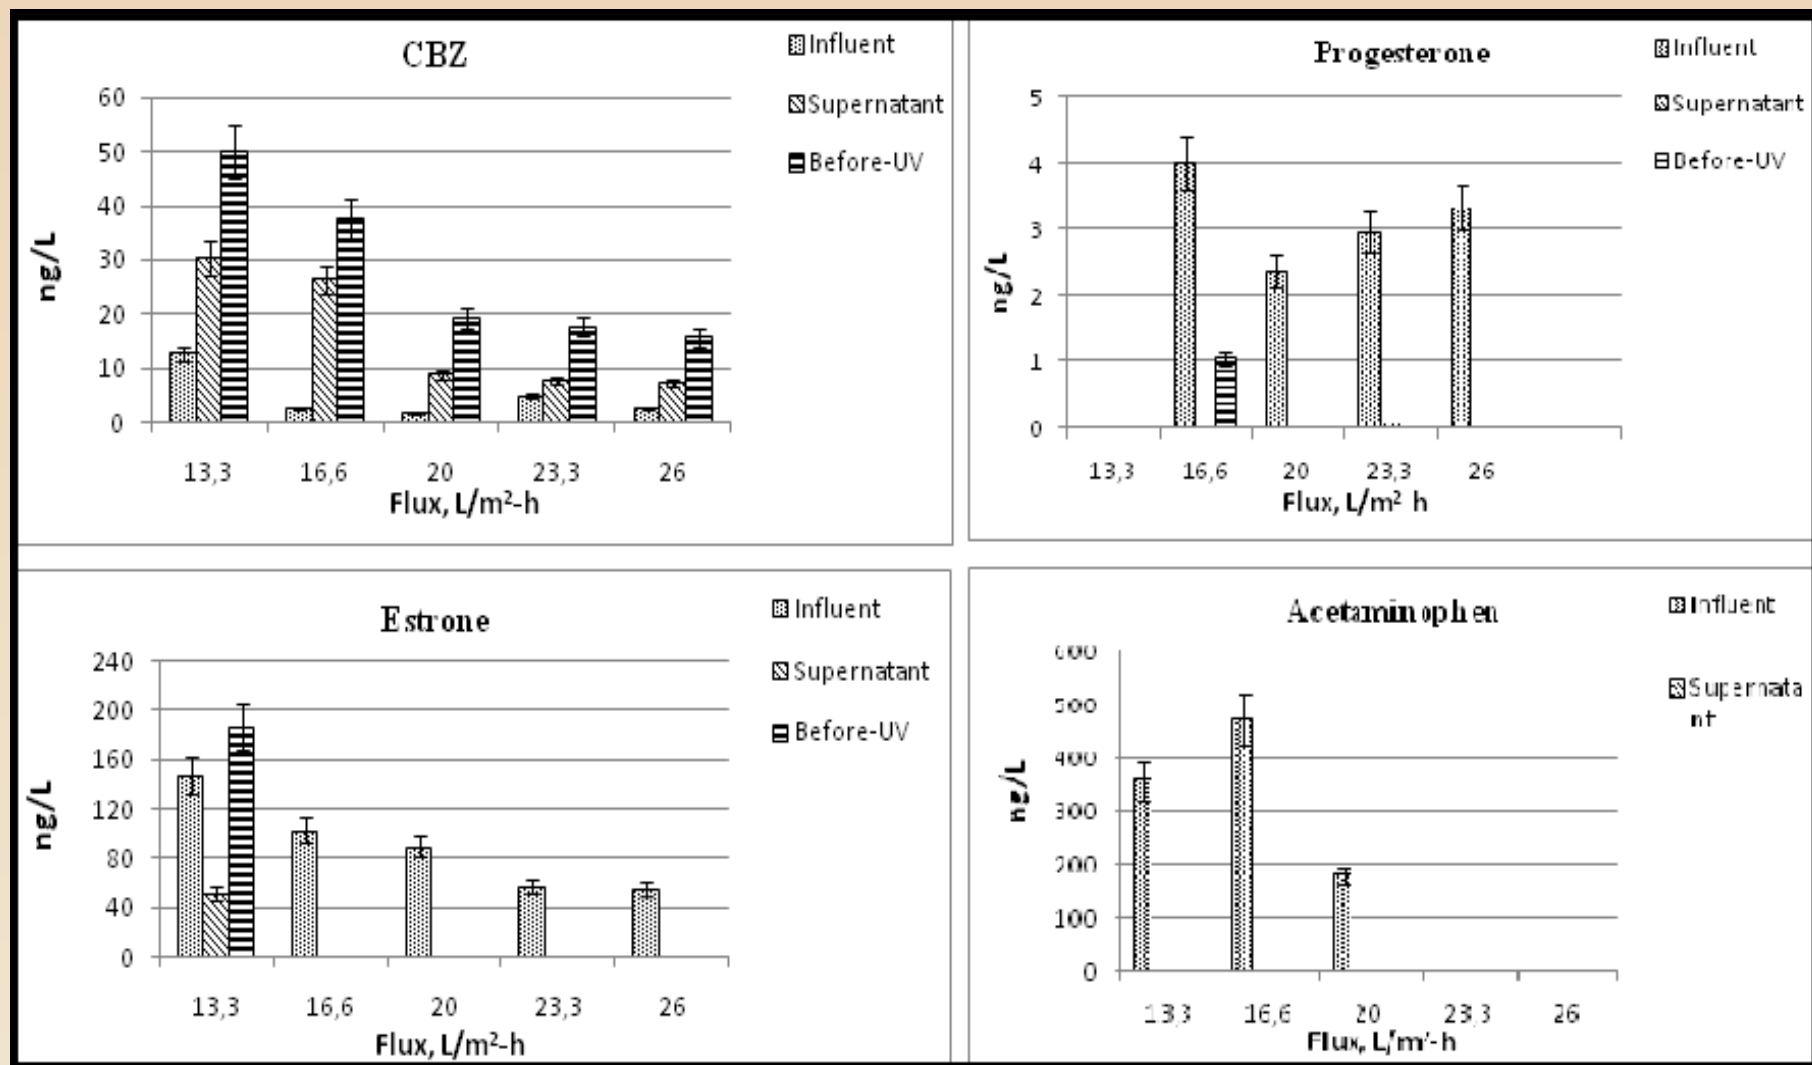 CBZ
Influent
Supernatant
Before-UV
60
50
40
30
20
10
0
ng/L
13,3 16,6 20 23,3 26
Flux, L/m²-h
Progesterone
Influent
Supernatant
Before-UV
5
4
3
2
1
0
ng/L
13,3 16,6 20 23,3 26
Flux, L/m² h
Estrone
Influent
Supernatant
Before-UV
240
200
160
120
80
40
0
ng/L
13,3 16,6 20 23,3 26
Flux, L/m²-h
Acetaminophen
Influent
Supernata
nt
600
500
400
300
200
100
0
ng/L
13,3 16,6 20 23,3 26
Flux, L/m²-h